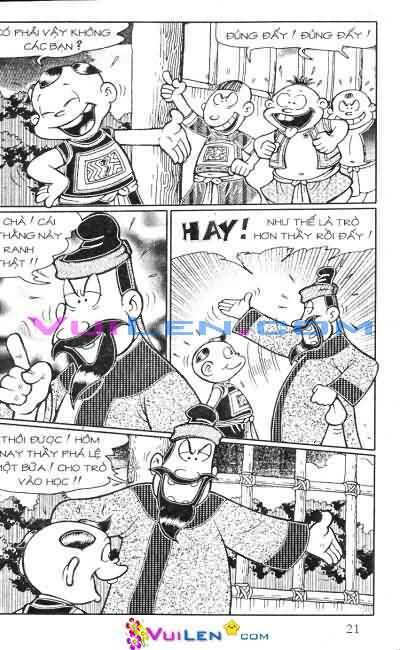 CÓ PHẢI VẬY KHÔNG
CÁC BẠN?
ĐÚNG ĐẤY! ĐÚNG ĐẤY!
CHÀ! CÁI
THẰNG NÀY
RANH
THẬT!!
HAY!
NHƯ THẾ LÀ TRÒ
HƠN THẦY RỒI ĐẤY!
VuiLen.com
THÔI ĐƯỢC! HÔM
NAY THẦY PHÁ LỆ
MỘT BỮA! CHO TRÒ
VÀO HỌC!!
21
VuiLen.com